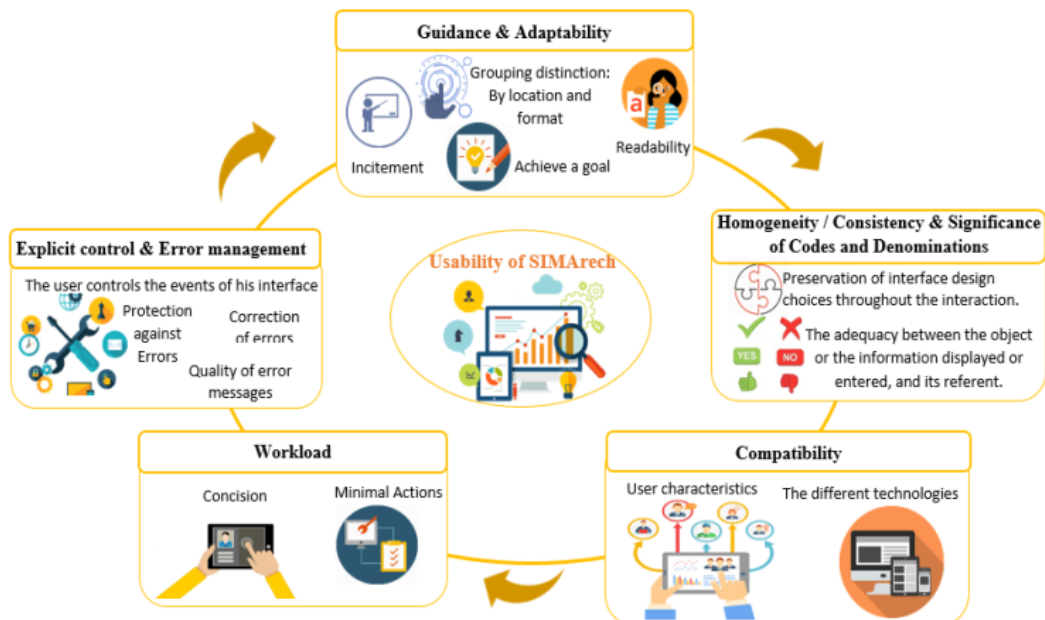 Guidance & Adaptability
Grouping distinction:
By location and
format
Incitement
Achieve a goal
a
Readability
Homogeneity / Consistency & Significance
of Codes and Denominations
Preservation of interface design
choices throughout the interaction.
The adequacy between the object
or the information displayed or
entered, and its referent.
YES
NO
Compatibility
User characteristics
The different technologies
Workload
Concision
Minimal Actions
Explicit control & Error management
The user controls the events of his interface
Protection
against
Errors
Correction
of errors
Quality of error
messages
Usability of SIMArech